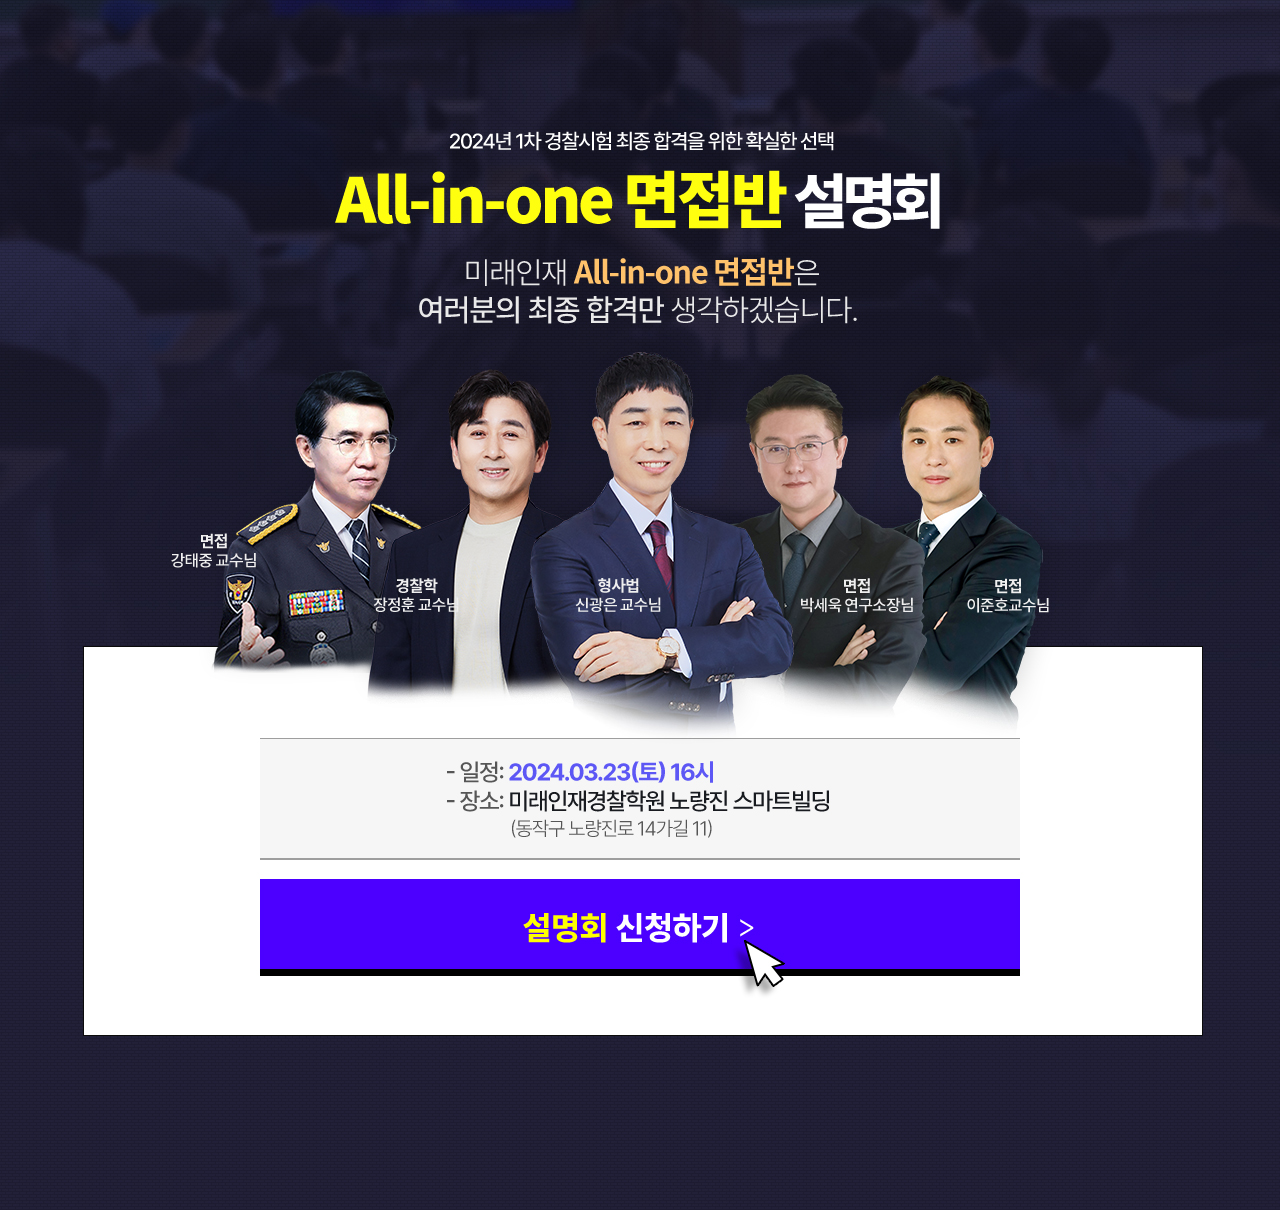 2024년 1차 경찰시험 최종 합격을 위한 확실한 선택
All-in-one 면접반 설명회
미래인재 All-in-one 면접반은
여러분의 최종 합격만 생각하겠습니다.
면접
강태중 교수님
경찰학
장정훈 교수님
형사법
신광은 교수님
면접
박세욱 연구소장님
면접
이준호교수님
- 일정: 2024.03.23(토) 16시
- 장소: 미래인재경찰학원 노량진 스마트빌딩
(동작구 노량진로 14가길 11)
설명회 신청하기 >